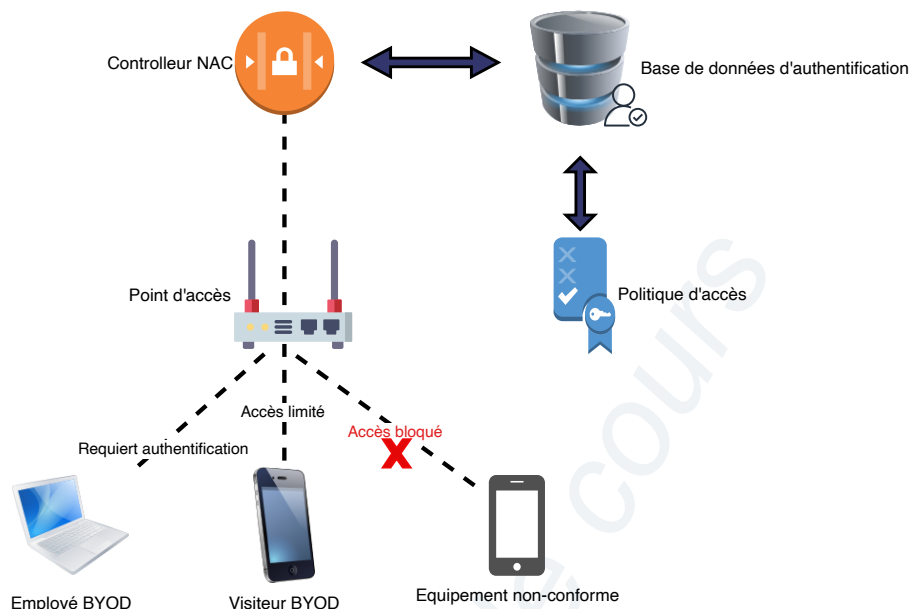 Controlleur NAC
Base de données d'authentification
Point d'accès
Politique d'accès
Accès limité
Accès bloqué
X
Requiert authentification
Employé BYOD
Visiteur BYOD
Equipement non-conforme
cours